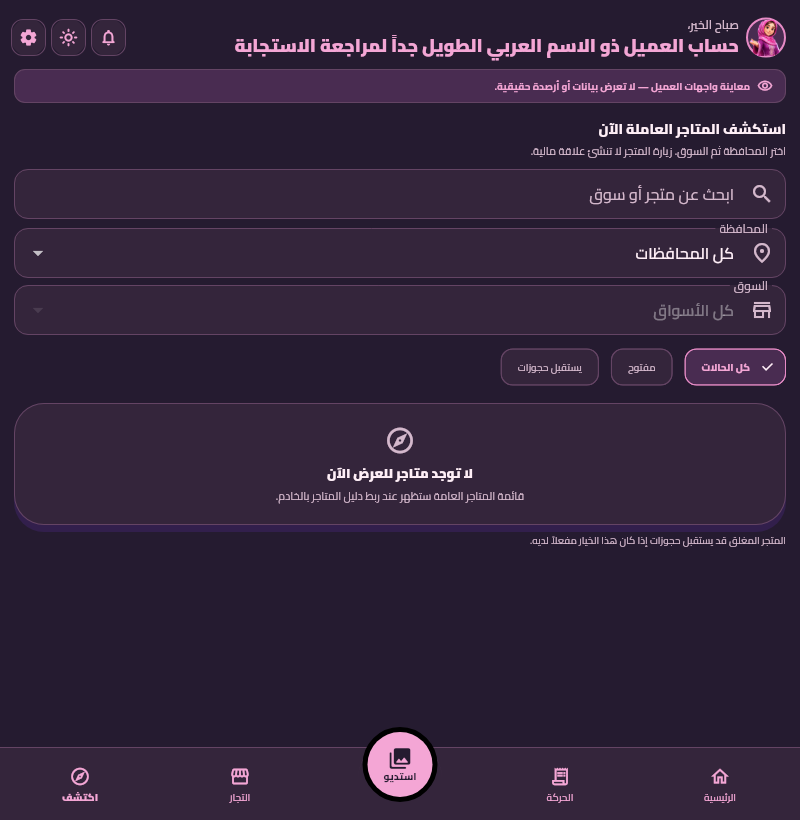 صباح الخير،
حساب العميل ذو الاسم العربي الطويل جداً لمراجعة الاستجابة
معاينة واجهات العميل — لا تعرض بيانات أو أرصدة حقيقية.
استكشف المتاجر العاملة الآن
اختر المحافظة ثم السوق. زيارة المتجر لا تنشئ علاقة مالية.
ابحث عن متجر أو سوق
المحافظة
كل المحافظات
السوق
كل الأسواق
كل الحالات
مفتوح
يستقبل حجوزات
لا توجد متاجر للعرض الآن
قائمة المتاجر العامة ستظهر عند ربط دليل المتاجر بالخادم.
المتجر المغلق قد يستقبل حجوزات إذا كان هذا الخيار مفعلاً لديه.
الرئيسية
الحركة
استديو
التجار
اكتشف